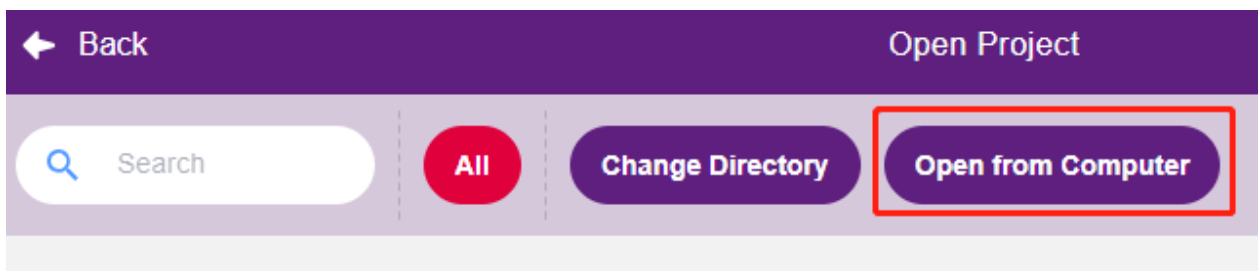 Back Open Project
Search All Change Directory Open from Computer